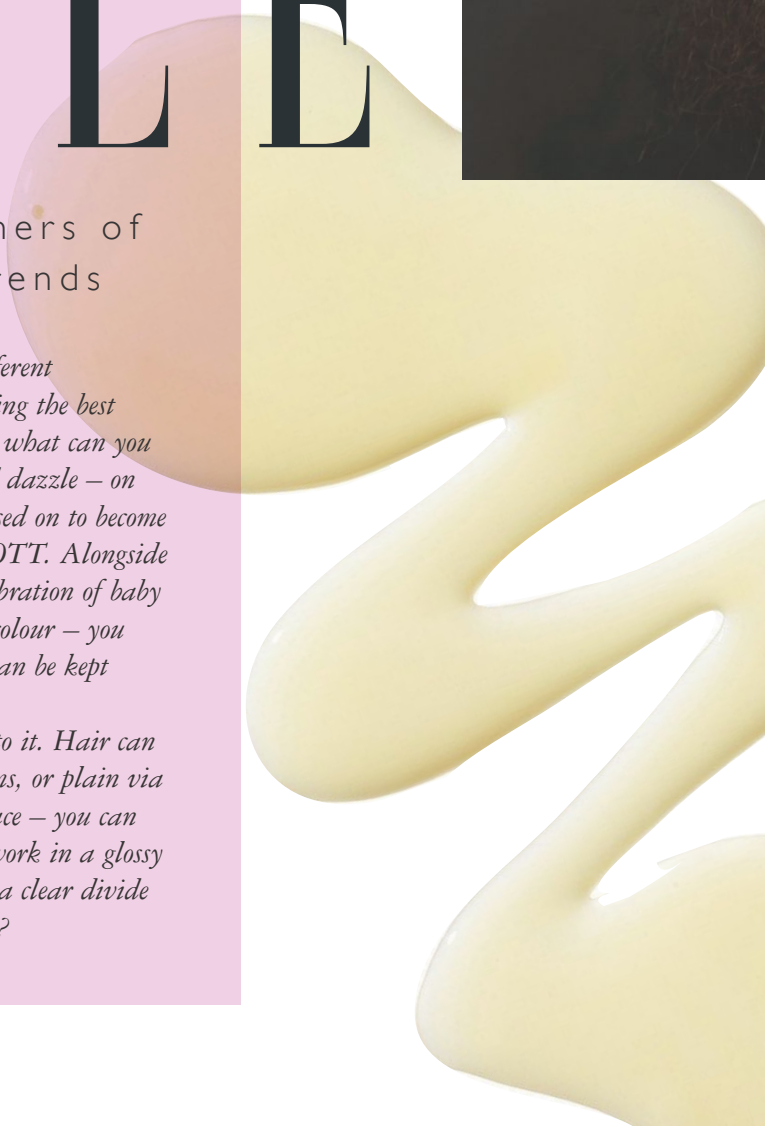 L E
ners of
rends
ferent
ing the best
what can you
dazzle – on
sed on to become
OTT. Alongside
bration of baby
colour – you
an be kept
to it. Hair can
ns, or plain via
ace – you can
work in a glossy
a clear divide
?